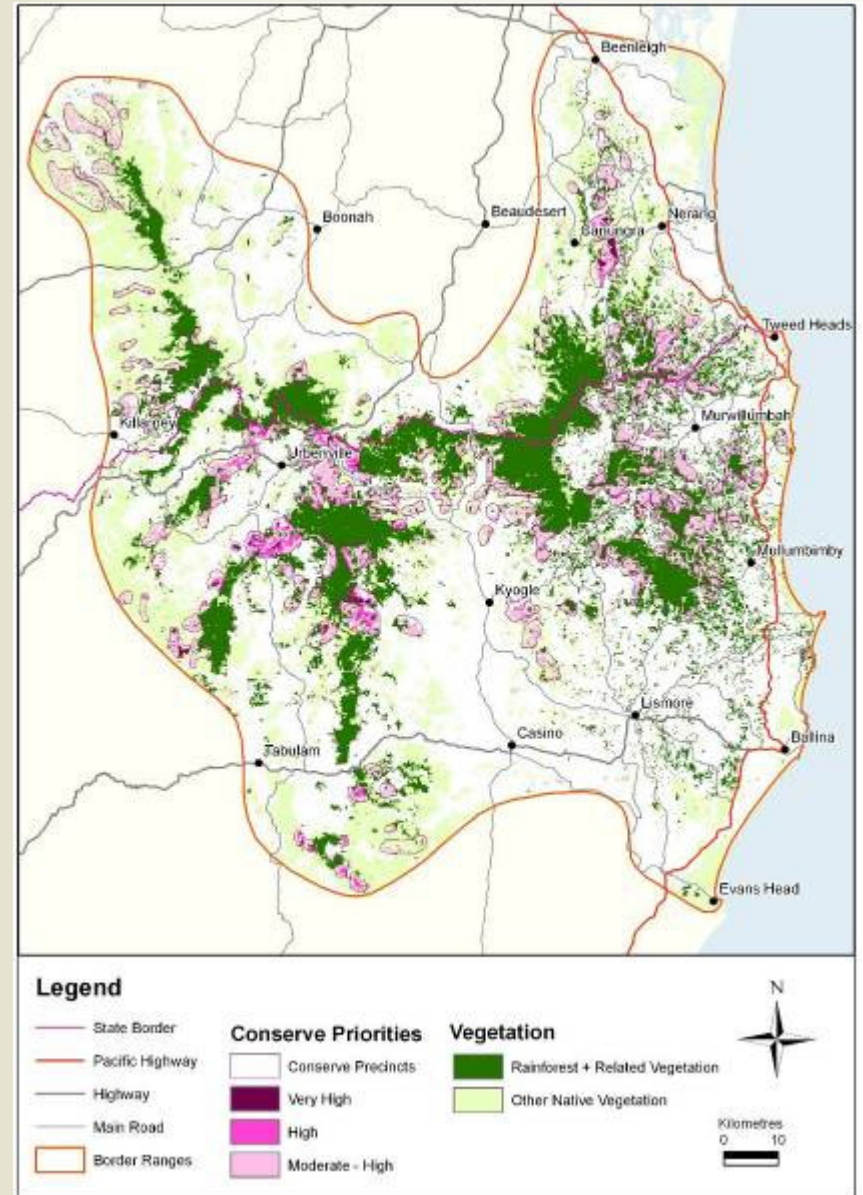 Beenleigh
Boonah
Beaudesert
Nerang
Canungra
Tweed Heads
Killarney
Murwillumbah
Urbenville
Mullumbimby
Kyogle
Lismore
Casino
Ballina
Tabulam
Evans Head
Legend
State Border
Pacific Highway
Highway
Main Road
Border Ranges
Conserve Priorities
Conserve Precincts
Very High
High
Moderate - High
Vegetation
Rainforest + Related Vegetation
Other Native Vegetation
N
Kilometres
0 10